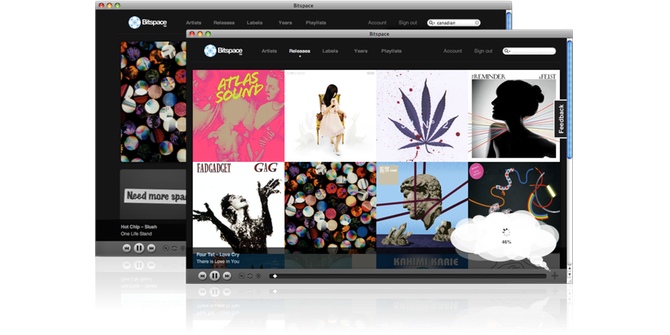 Bitspace
Bitspace
Artists
Releases
Labels
Years
Playlists
Account
Sign out
canadian
Need more spa
Hot Chip - Slush
One Life Stand
Bitspace
Bitspace
Artists
Releases
Labels
Years
Playlists
Account
Sign out
ATLAS
SOUND
REMINDER
FEIST
Feedback
FAD GADGET
GAG
KAHIMI KARIE
46%
Four Tet - Love Cry
There is Love in You